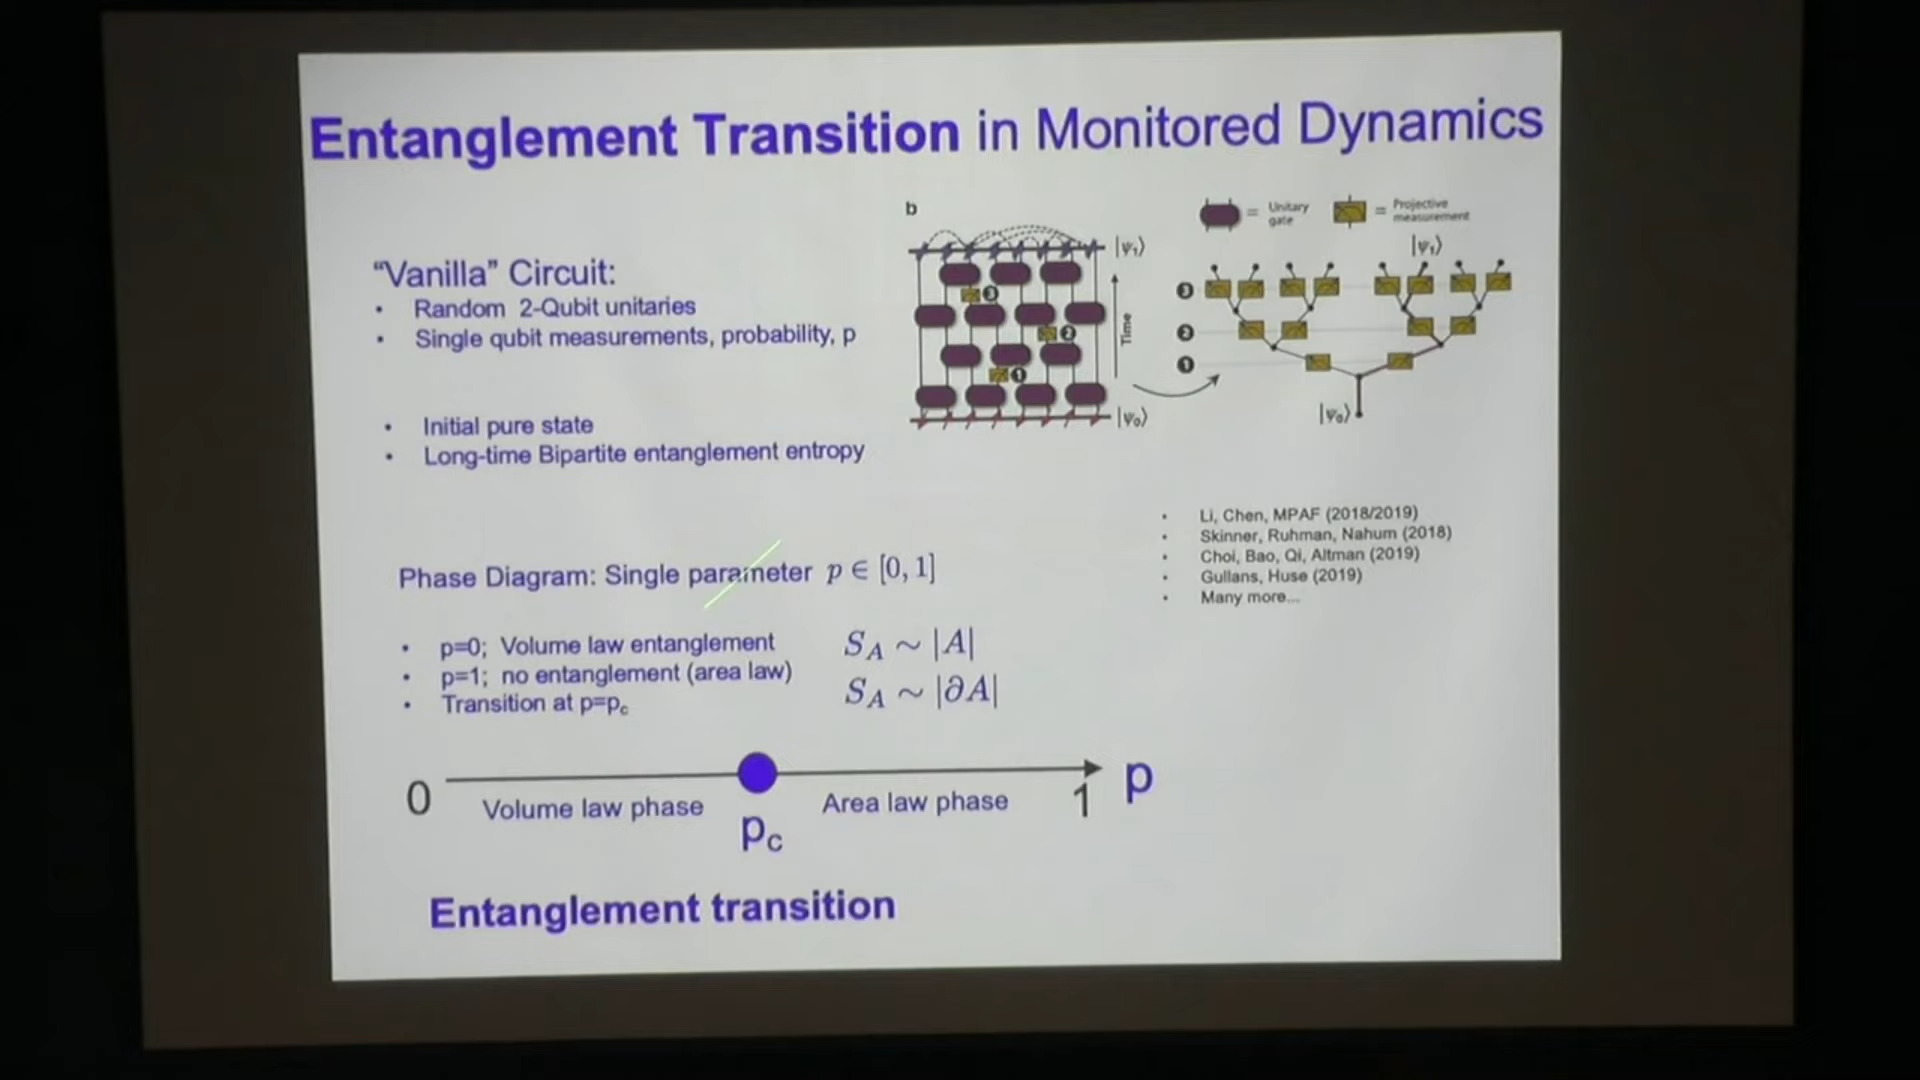 Entanglement Transition in Monitored Dynamics
"Vanilla" Circuit:
• Random 2-Qubit unitaries
• Single qubit measurements, probability, p
• Initial pure state
• Long-time Bipartite entanglement entropy
b
|ψ₁⟩
3
2
1
Time
|ψ₀⟩
= Unitary gate
= Projective measurement
|ψ₁⟩
3
2
1
|ψ₀⟩
• Li, Chen, MPAF (2018/2019)
• Skinner, Ruhman, Nahum (2018)
• Choi, Bao, Qi, Altman (2019)
• Gullans, Huse (2019)
• Many more...
Phase Diagram: Single parameter p ∈ [0, 1]
• p=0; Volume law entanglement S_A ~ |A|
• p=1; no entanglement (area law) S_A ~ |∂A|
• Transition at p=p_c
0 1 p
Volume law phase Area law phase
p_c
Entanglement transition